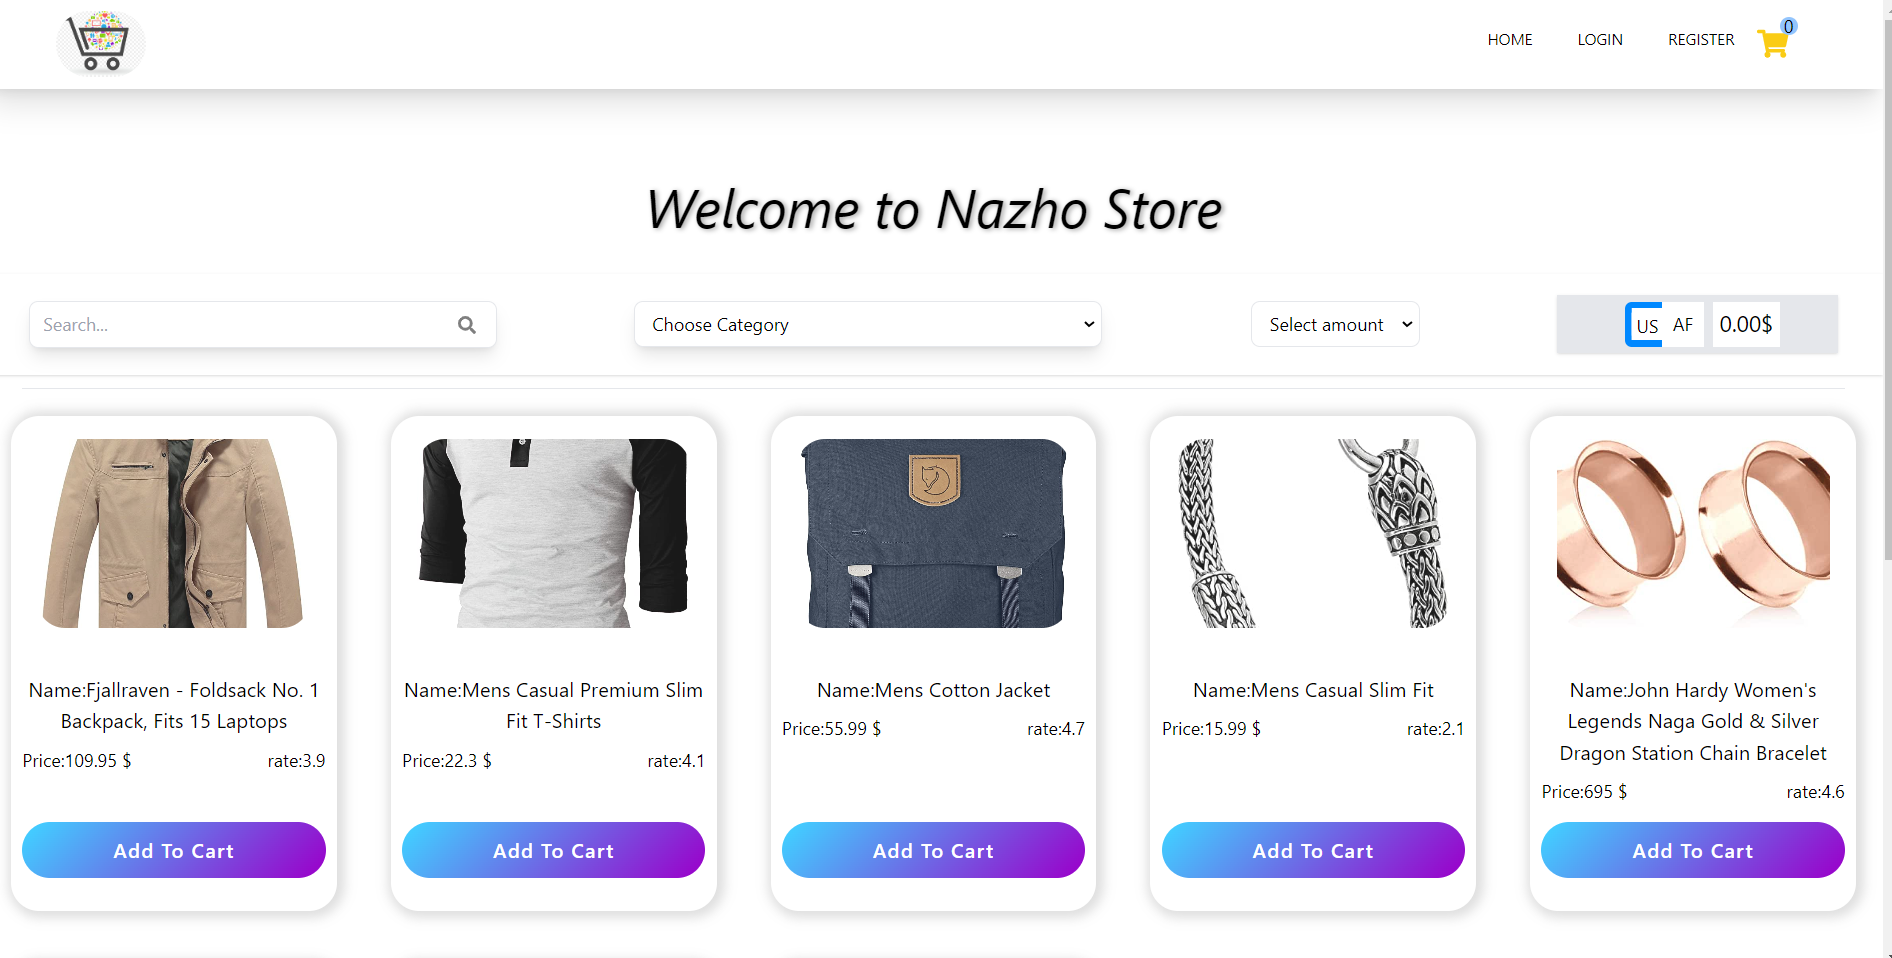 HOME LOGIN REGISTER 0
Welcome to Nazho Store
Search... Choose Category Select amount US AF 0.00$
Name:Fjallraven - Foldsack No. 1
Backpack, Fits 15 Laptops
Price:109.95 $ rate:3.9
Add To Cart
Name:Mens Casual Premium Slim
Fit T-Shirts
Price:22.3 $ rate:4.1
Add To Cart
Name:Mens Cotton Jacket
Price:55.99 $ rate:4.7
Add To Cart
Name:Mens Casual Slim Fit
Price:15.99 $ rate:2.1
Add To Cart
Name:John Hardy Women's
Legends Naga Gold & Silver
Dragon Station Chain Bracelet
Price:695 $ rate:4.6
Add To Cart